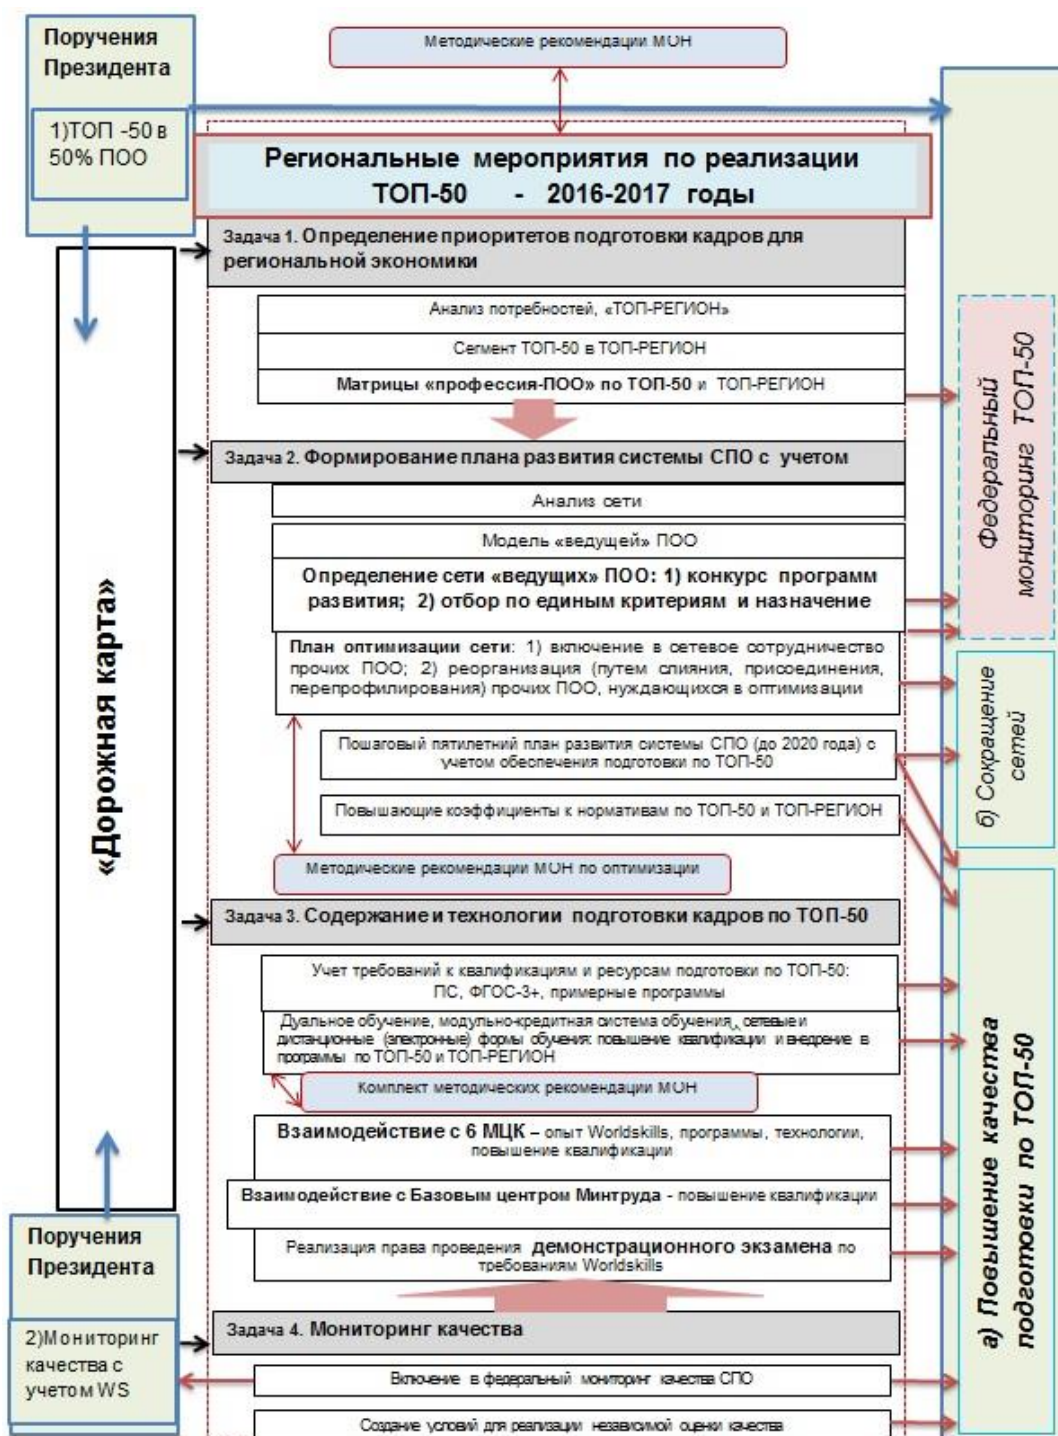 Поручения
Президента
1)ТОП -50 в
50% ПОО
Методические рекомендации МОН
Региональные мероприятия по реализации
ТОП-50 - 2016-2017 годы
Задача 1. Определение приоритетов подготовки кадров для
региональной экономики
Анализ потребностей, «ТОП-РЕГИОН»
Сегмент ТОП-50 в ТОП-РЕГИОН
Матрицы «профессия-ПОО» по ТОП-50 и ТОП-РЕГИОН
Задача 2. Формирование плана развития системы СПО с учетом
Анализ сети
Модель «ведущей» ПОО
Определение сети «ведущих» ПОО: 1) конкурс программ
развития; 2) отбор по единым критериям и назначение
План оптимизации сети: 1) включение в сетевое сотрудничество
прочих ПОО; 2) реорганизация (путем слияния, присоединения,
перепрофилирования) прочих ПОО, нуждающихся в оптимизации
Пошаговый пятилетний план развития системы СПО (до 2020 года) с
учетом обеспечения подготовки по ТОП-50
Повышающие коэффициенты к нормативам по ТОП-50 и ТОП-РЕГИОН
Методические рекомендации МОН по оптимизации
Задача 3. Содержание и технологии подготовки кадров по ТОП-50
Учет требований к квалификациям и ресурсам подготовки по ТОП-50:
ПС, ФГОС-3+, примерные программы
Дуальное обучение, модульно-кредитная система обучения, сетевые и
дистанционные (электронные) формы обучения: повышение квалификации и внедрение в
программы по ТОП-50 и ТОП-РЕГИОН
Комплект методических рекомендации МОН
Взаимодействие с 6 МЦК – опыт Worldskills, программы, технологии,
повышение квалификации
Взаимодействие с Базовым центром Минтруда - повышение квалификации
Реализация права проведения демонстрационного экзамена по
требованиям Worldskills
Задача 4. Мониторинг качества
Включение в федеральный мониторинг качества СПО
Создание условий для реализации независимой оценки качества
«Дорожная карта»
Поручения
Президента
2)Мониторинг
качества с
учетом WS
Федеральный
мониторинг ТОП-50
б) Сокращение
сетей
а) Повышение качества
подготовки по ТОП-50